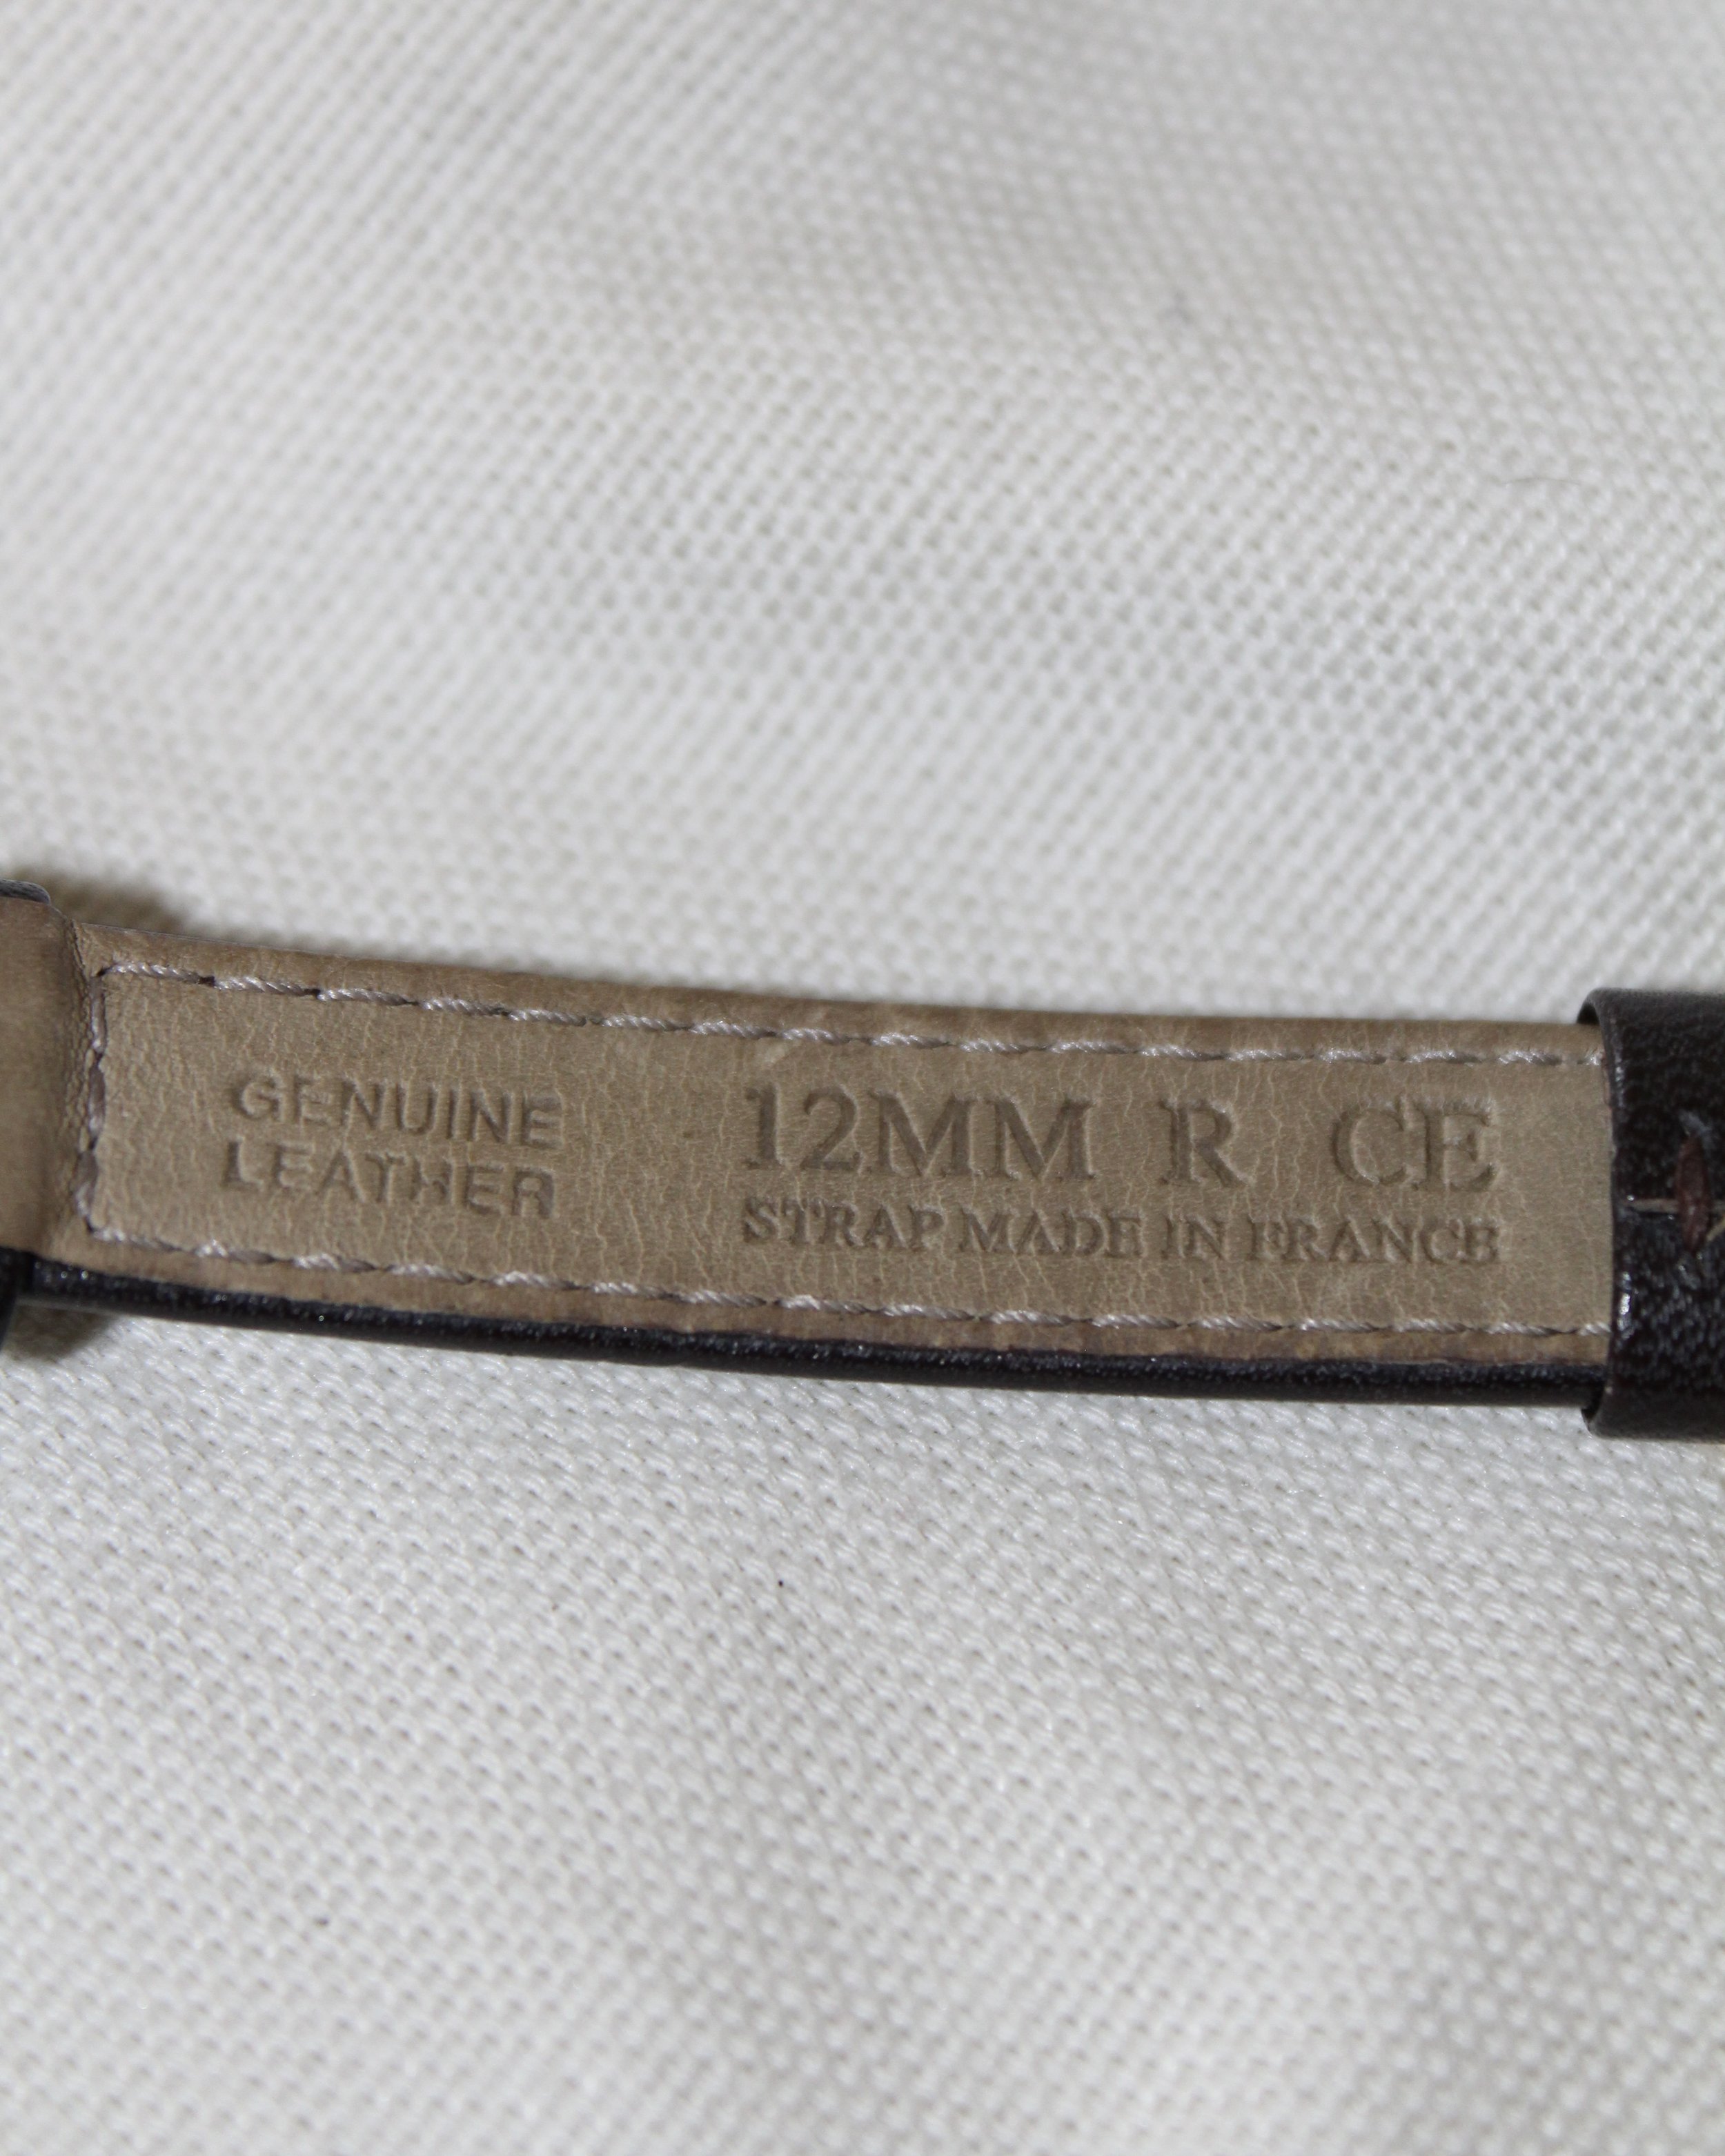 GENUINE
LEATHER
12MM R CE
STRAP MADE IN FRANCE